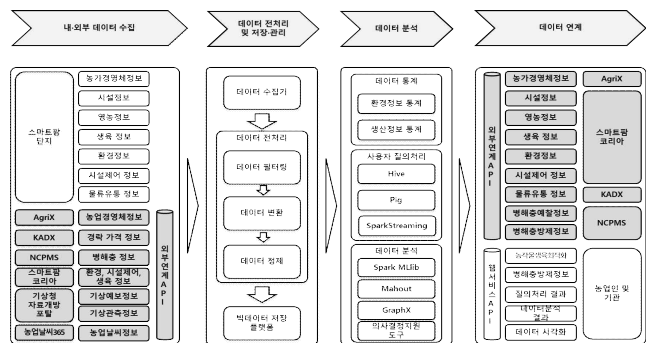 내·외부 데이터 수집
데이터 전처리
및 저장·관리
데이터 분석
데이터 연계
스마트팜
단지
농가경영체정보
시설정보
영농정보
생육 정보
환경정보
시설제어 정보
물류유통 정보
AgriX
농업경영체정보
KADX
경락 가격 정보
NCPMS
병해충 정보
스마트팜
코리아
환경, 시설제어,
생육 정보
기상청
자료개방
포탈
기상예보정보
기상관측정보
농업날씨365
농업날씨정보
외부연계API
데이터 수집기
데이터 전처리
데이터 필터링
데이터 변환
데이터 정제
빅데이터 저장
플랫폼
데이터 통계
환경정보 통계
생산정보 통계
사용자 질의처리
Hive
Pig
SparkStreaming
데이터 분석
Spark MLlib
Mahout
GraphX
의사결정지원
도구
외부연계API
농가경영체정보
시설정보
영농정보
생육 정보
환경정보
시설제어 정보
물류유통 정보
병해충예찰정보
병해충방제정보
AgriX
스마트팜
코리아
KADX
NCPMS
웹서비스API
병해충방제정보
질의처리 결과
데이터분석
결과
데이터 시각화
농업인 및
기관